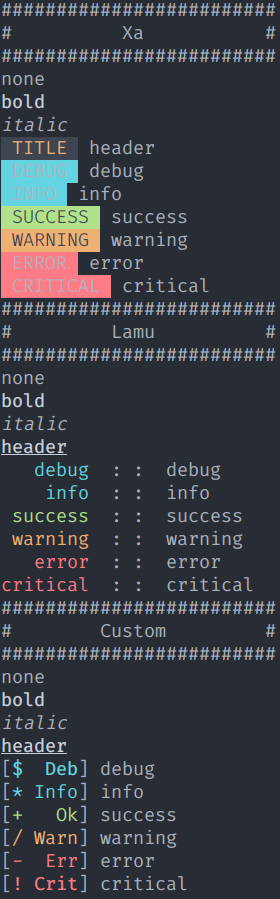 #########################
# Xa #
#########################
none
bold
italic
TITLE header
DEBUG debug
INFO info
SUCCESS success
WARNING warning
ERROR error
CRITICAL critical
#########################
# Lamu #
#########################
none
bold
italic
header
debug : : debug
info : : info
success : : success
warning : : warning
error : : error
critical : : critical
#########################
# Custom #
#########################
none
bold
italic
header
[$ Deb] debug
[* Info] info
[+ Ok] success
[/ Warn] warning
[- Err] error
[! Crit] critical